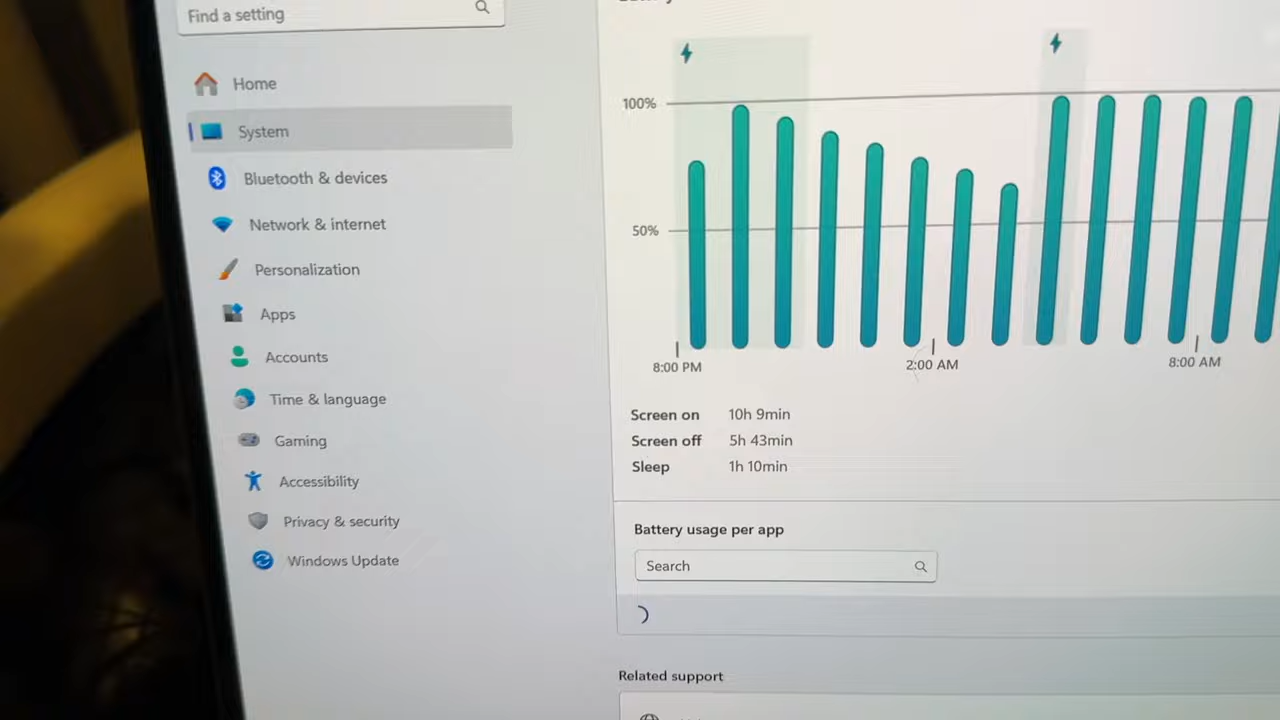 Find a setting
Home
System
Bluetooth & devices
Network & internet
Personalization
Apps
Accounts
Time & language
Gaming
Accessibility
Privacy & security
Windows Update
100%
50%
8:00 PM
2:00 AM
8:00 AM
Screen on 10h 9min
Screen off 5h 43min
Sleep 1h 10min
Battery usage per app
Search
Related support